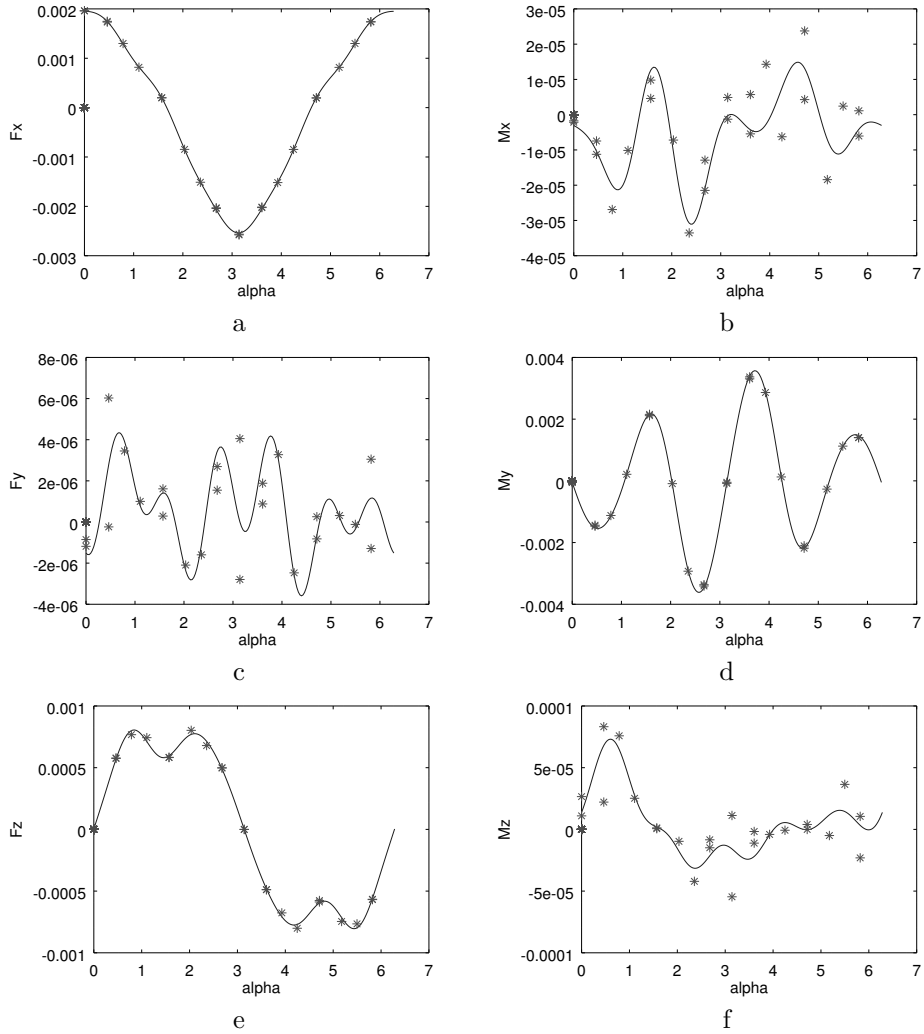 0.002
0.001
0
-0.001
-0.002
-0.003
Fx
0 1 2 3 4 5 6 7
alpha
a
3e-05
2e-05
1e-05
0
-1e-05
-2e-05
-3e-05
-4e-05
Mx
0 1 2 3 4 5 6 7
alpha
b
8e-06
6e-06
4e-06
2e-06
0
-2e-06
-4e-06
Fy
0 1 2 3 4 5 6 7
alpha
c
0.004
0.002
0
-0.002
-0.004
My
0 1 2 3 4 5 6 7
alpha
d
0.001
0.0005
0
-0.0005
-0.001
Fz
0 1 2 3 4 5 6 7
alpha
e
0.0001
5e-05
0
-5e-05
-0.0001
Mz
0 1 2 3 4 5 6 7
alpha
f